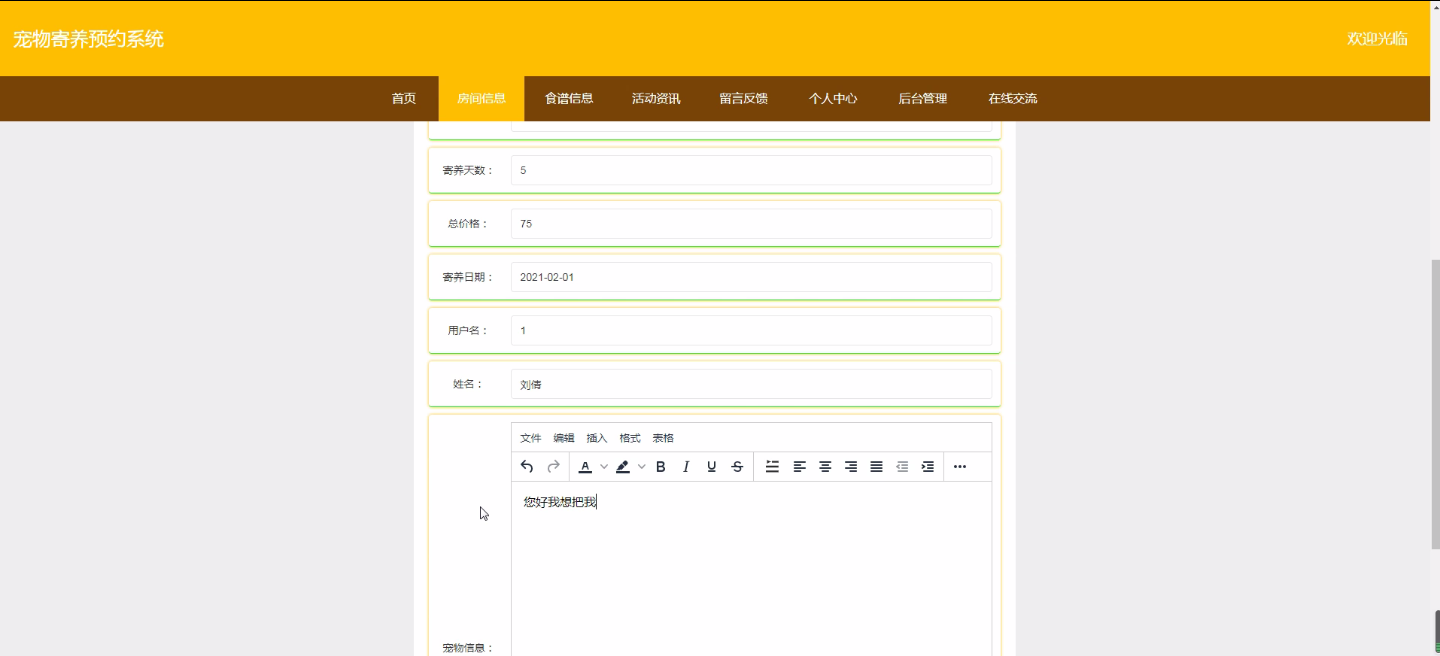 宠物寄养预约系统
欢迎光临
首页 房间信息 食谱信息 活动资讯 留言反馈 个人中心 后台管理 在线交流
寄养天数： 5
总价格： 75
寄养日期： 2021-02-01
用户名： 1
姓名： 刘倩
文件 编辑 插入 格式 表格
您好我想把我
宠物信息：